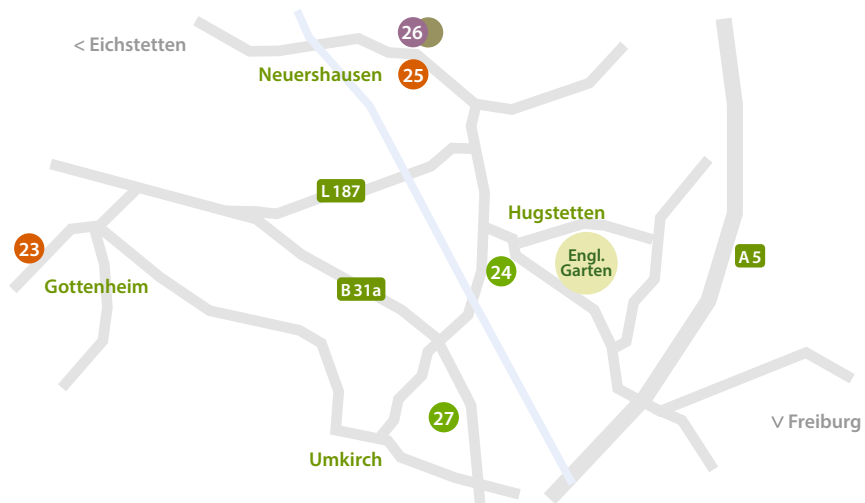 26
< Eichstetten
Neuershausen
25
L 187
Hugstetten
23
Engl.
Garten
A 5
24
Gottenheim
B 31a
27
> Freiburg
Umkirch